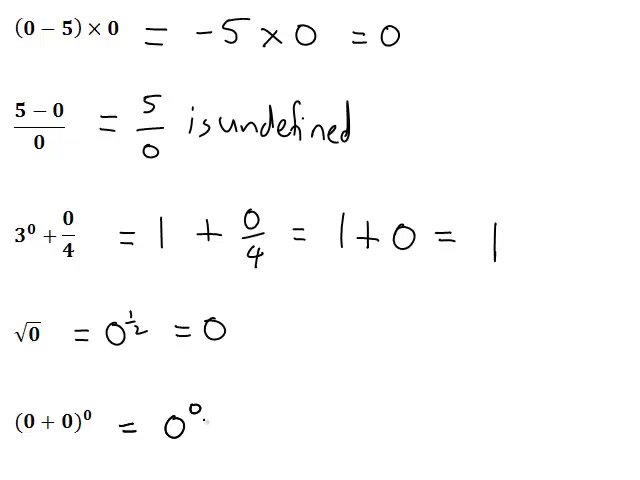 (0 − 5) × 0 = −5 × 0 = 0
5 − 0 / 0 = 5/0 is undefined
3⁰ + 0/4 = 1 + 0/4 = 1 + 0 = 1
√0 = 0^½ = 0
(0 + 0)⁰ = 0⁰